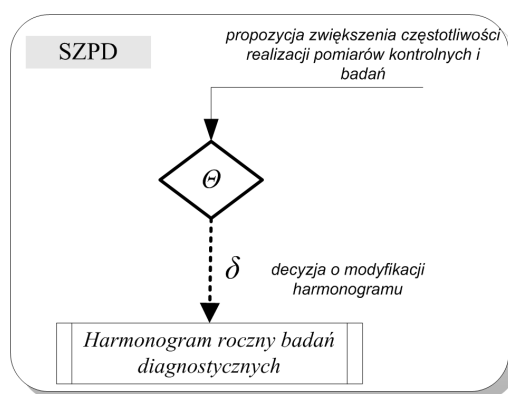 SZPD
propozycja zwiększenia częstotliwości
realizacji pomiarów kontrolnych i
badań
Θ
δ
decyzja o modyfikacji
harmonogramu
Harmonogram roczny badań
diagnostycznych